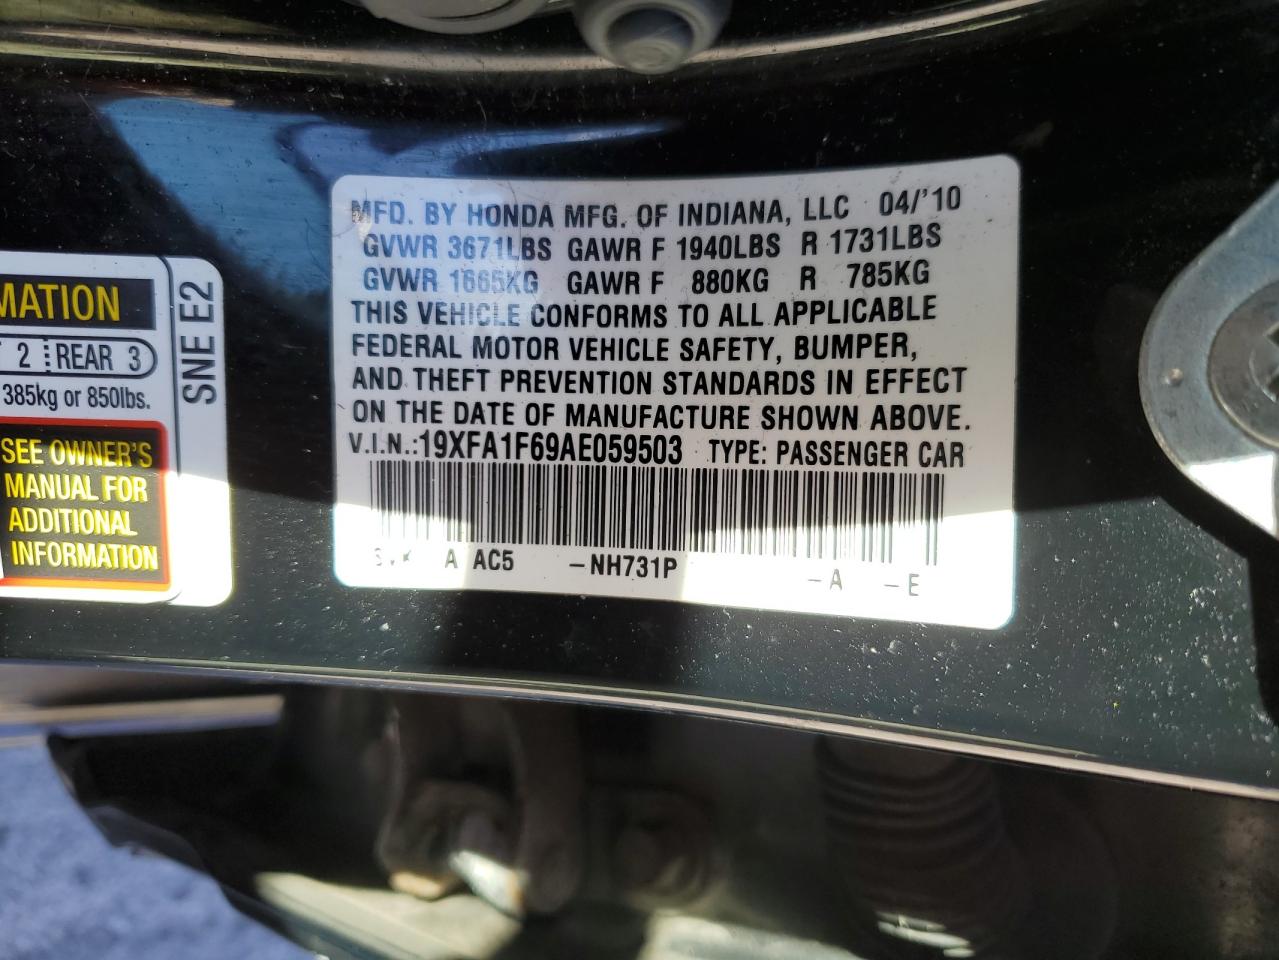 MFD. BY HONDA MFG. OF INDIANA, LLC 04/'10
GVWR 3671LBS GAWR F 1940LBS R 1731LBS
GVWR 1665KG GAWR F 880KG R 785KG
THIS VEHICLE CONFORMS TO ALL APPLICABLE
FEDERAL MOTOR VEHICLE SAFETY, BUMPER,
AND THEFT PREVENTION STANDARDS IN EFFECT
ON THE DATE OF MANUFACTURE SHOWN ABOVE.
V.I.N.:19XFA1F69AE059503 TYPE: PASSENGER CAR
A AC5 -NH731P -A -E
MATION
2 REAR 3
385kg or 850lbs.
SEE OWNER'S
MANUAL FOR
ADDITIONAL
INFORMATION
SNE E2